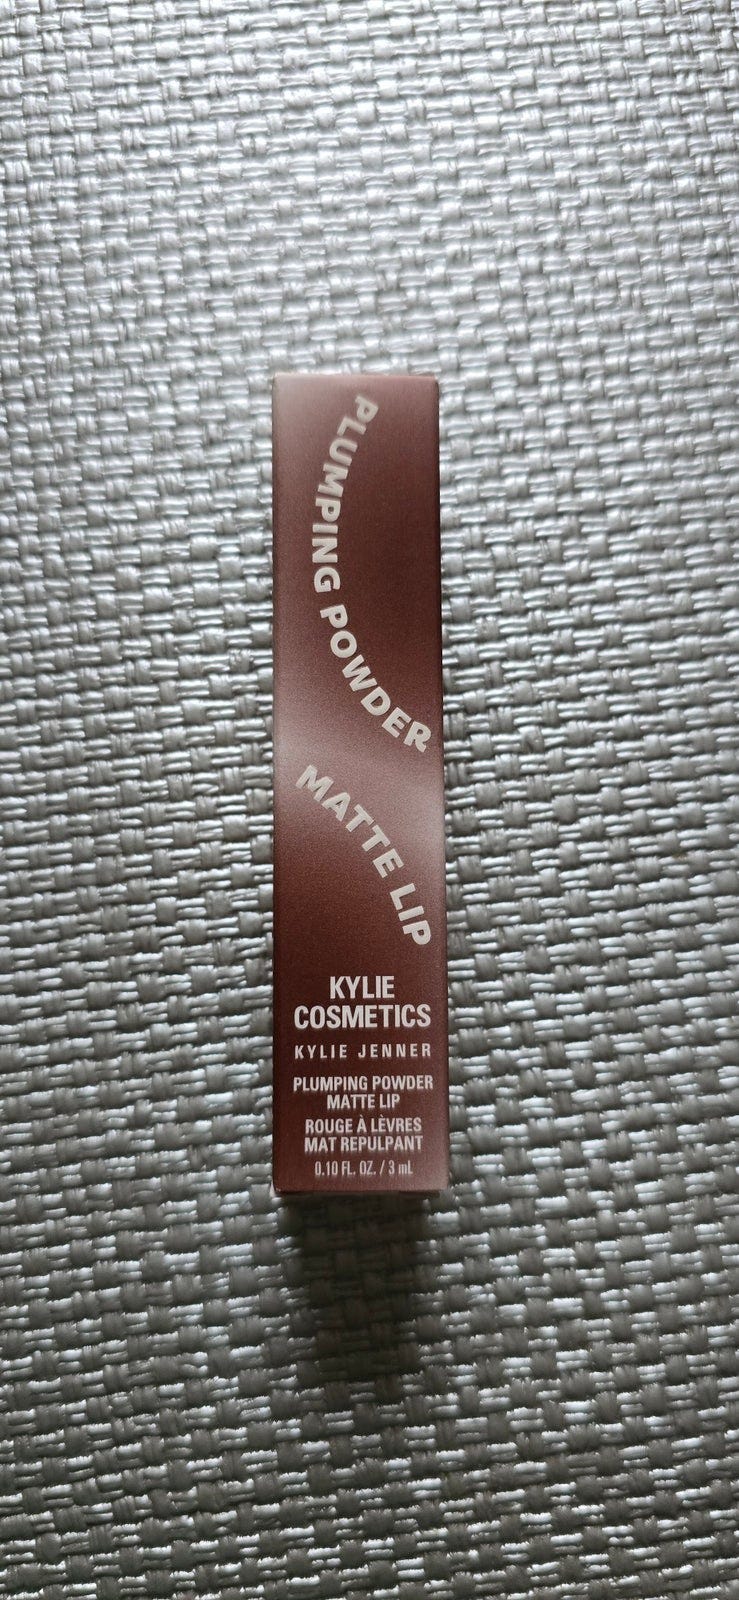 PLUMPING POWDER
MATTE LIP
KYLIE
COSMETICS
KYLIE JENNER
PLUMPING POWDER
MATTE LIP
ROUGE À LÈVRES
MAT REPULPANT
0.10 FL. OZ. / 3 mL